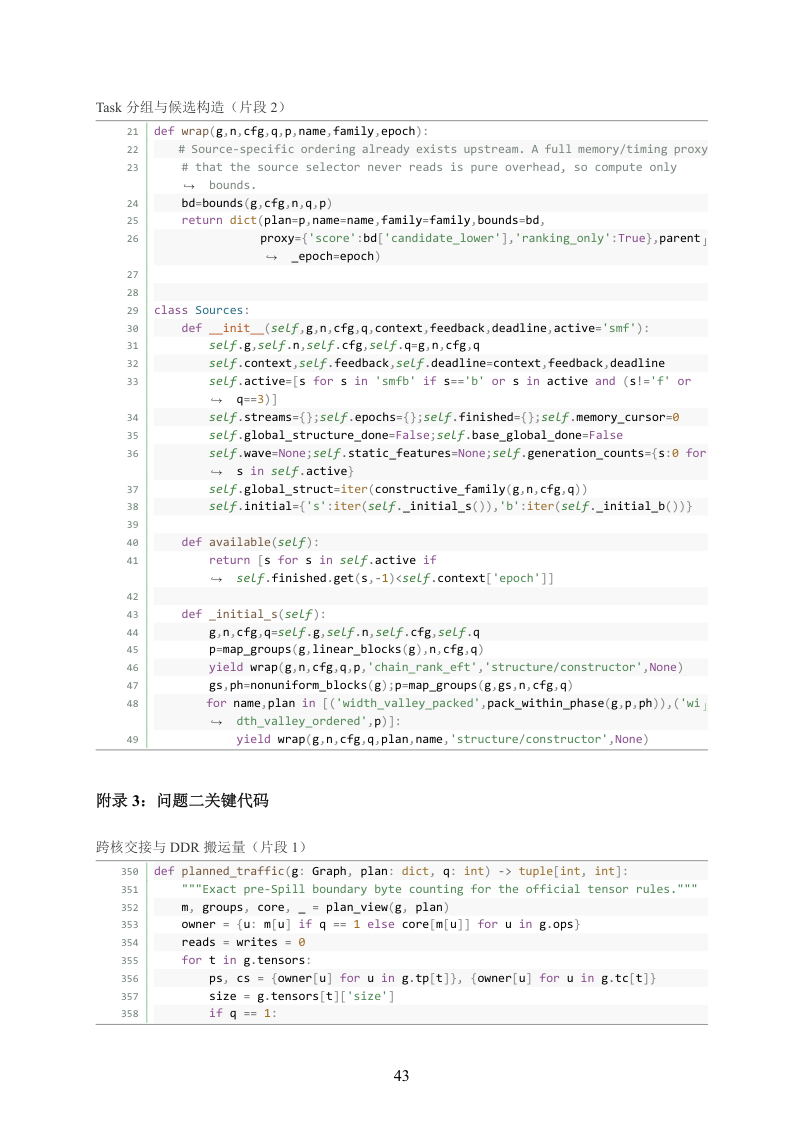 Task 分组与候选构造（片段 2）
21 def wrap(g,n,cfg,q,p,name,family,epoch):
22 # Source-specific ordering already exists upstream. A full memory/timing proxy
23 # that the source selector never reads is pure overhead, so compute only
↪ bounds.
24 bd=bounds(g,cfg,n,q,p)
25 return dict(plan=p,name=name,family=family,bounds=bd,
26 proxy={'score':bd['candidate_lower'],'ranking_only':True},parent⌋
↪ _epoch=epoch)
27
28
29 class Sources:
30 def __init__(self,g,n,cfg,q,context,feedback,deadline,active='smf'):
31 self.g,self.n,self.cfg,self.q=g,n,cfg,q
32 self.context,self.feedback,self.deadline=context,feedback,deadline
33 self.active=[s for s in 'smfb' if s=='b' or s in active and (s!='f' or
↪ q==3)]
34 self.streams={};self.epochs={};self.finished={};self.memory_cursor=0
35 self.global_structure_done=False;self.base_global_done=False
36 self.wave=None;self.static_features=None;self.generation_counts={s:0 for
↪ s in self.active}
37 self.global_struct=iter(constructive_family(g,n,cfg,q))
38 self.initial={'s':iter(self._initial_s()),'b':iter(self._initial_b())}
39
40 def available(self):
41 return [s for s in self.active if
↪ self.finished.get(s,-1)<self.context['epoch']]
42
43 def _initial_s(self):
44 g,n,cfg,q=self.g,self.n,self.cfg,self.q
45 p=map_groups(g,linear_blocks(g),n,cfg,q)
46 yield wrap(g,n,cfg,q,p,'chain_rank_eft','structure/constructor',None)
47 gs,ph=nonuniform_blocks(g);p=map_groups(g,gs,n,cfg,q)
48 for name,plan in [('width_valley_packed',pack_within_phase(g,p,ph)),('wi⌋
↪ dth_valley_ordered',p)]:
49 yield wrap(g,n,cfg,q,plan,name,'structure/constructor',None)
附录 3：问题二关键代码
跨核交接与 DDR 搬运量（片段 1）
350 def planned_traffic(g: Graph, plan: dict, q: int) -> tuple[int, int]:
351 """Exact pre-Spill boundary byte counting for the official tensor rules."""
352 m, groups, core, _ = plan_view(g, plan)
353 owner = {u: m[u] if q == 1 else core[m[u]] for u in g.ops}
354 reads = writes = 0
355 for t in g.tensors:
356 ps, cs = {owner[u] for u in g.tp[t]}, {owner[u] for u in g.tc[t]}
357 size = g.tensors[t]['size']
358 if q == 1:
43